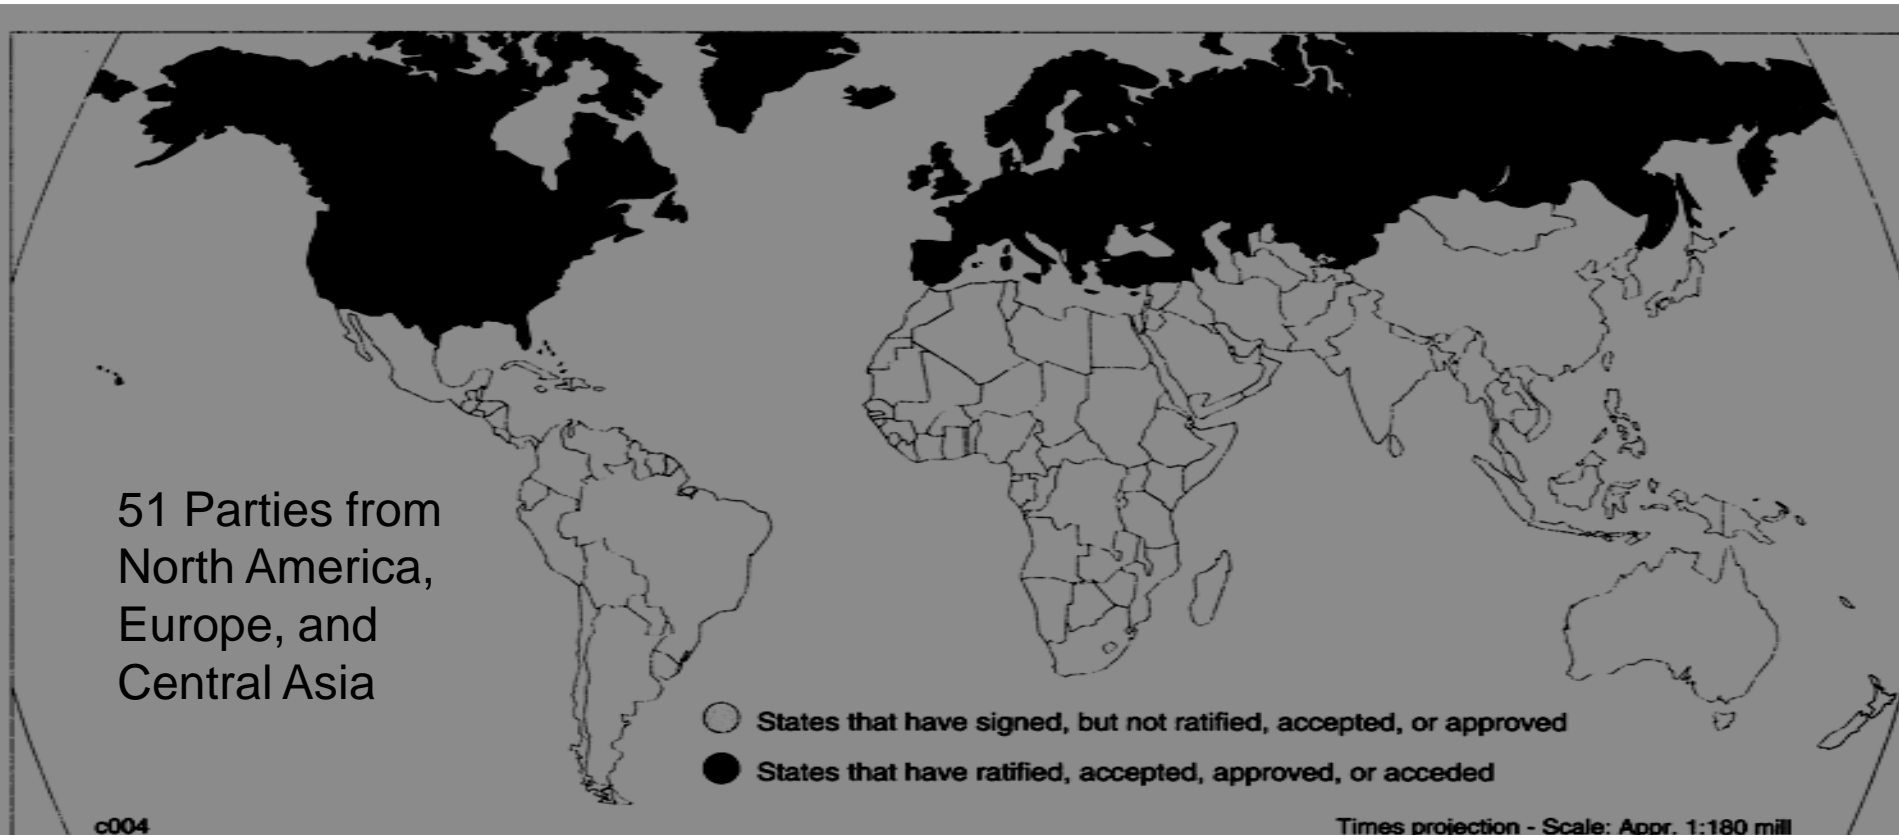 51 Parties from
North America,
Europe, and
Central Asia
States that have signed, but not ratified, accepted, or approved
States that have ratified, accepted, approved, or acceded
c004
Times projection - Scale: Appr. 1:180 mill